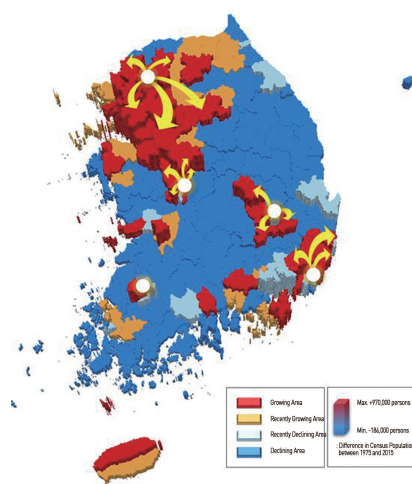 Growing Area
Recently Growing Area
Recently Declining Area
Declining Area
Max. +970,000 persons
Min. -186,000 persons
: Difference in Census Population
between 1975 and 2015